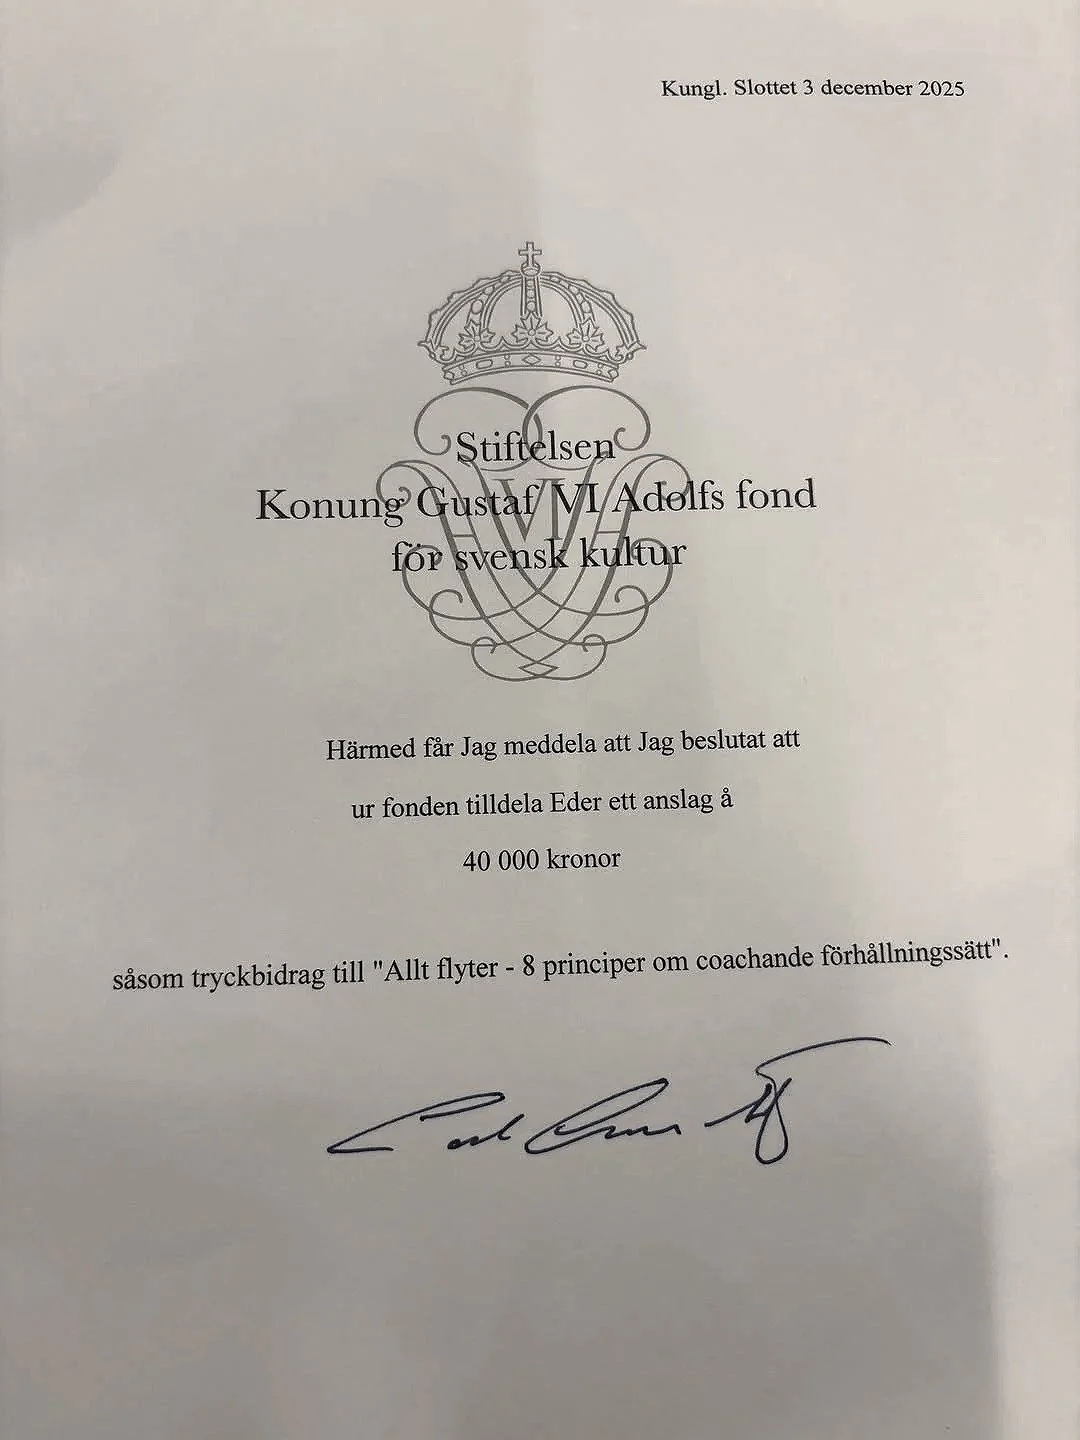 Kungl. Slottet 3 december 2025
Stiftelsen
Konung Gustaf VI Adolfs fond
för svensk kultur
Härmed får Jag meddela att Jag beslutat att
ur fonden tilldela Eder ett anslag å
40 000 kronor
såsom tryckbidrag till "Allt flyter - 8 principer om coachande förhållningssätt".
Carl Gustaf